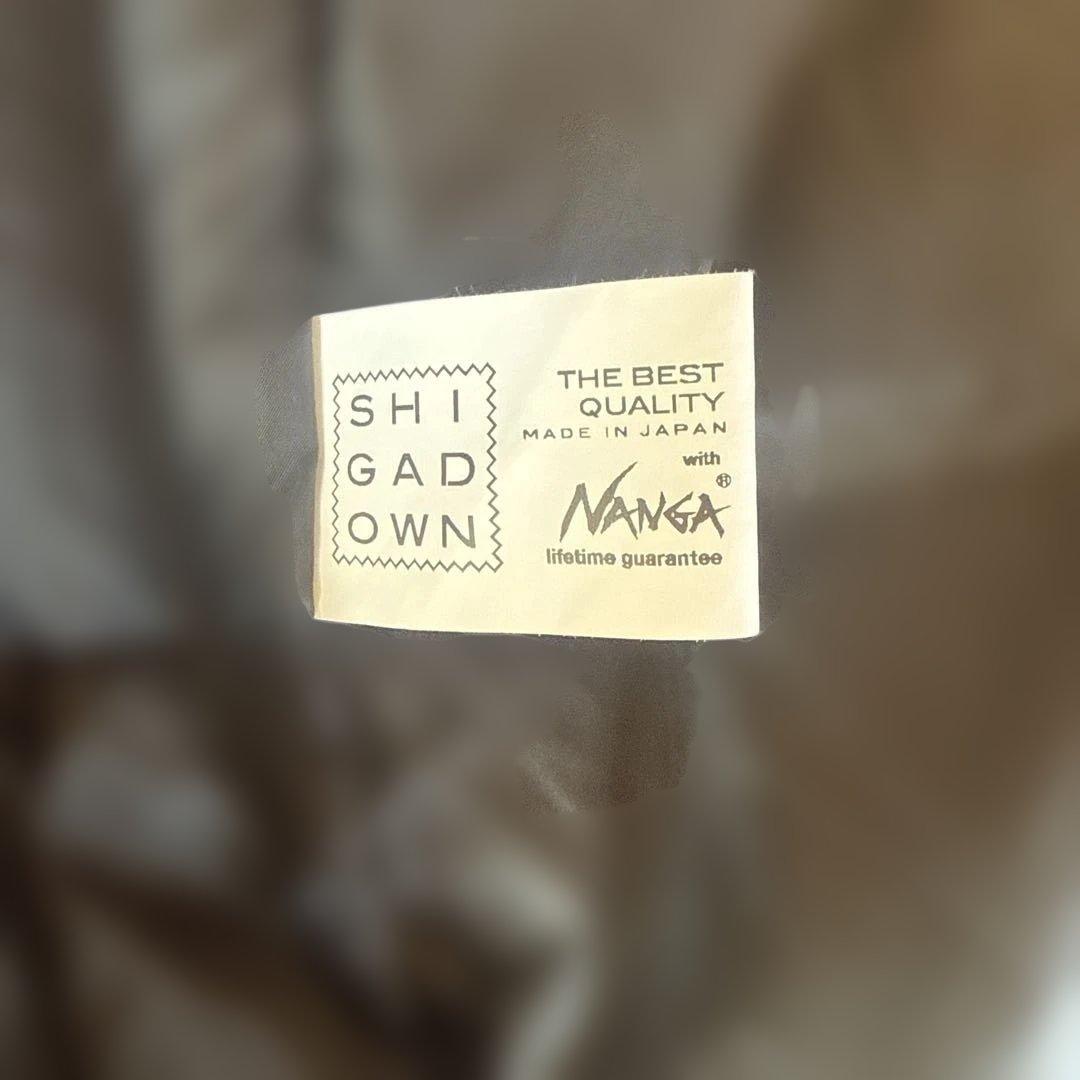 SHI
GAD
OWN
THE BEST
QUALITY
MADE IN JAPAN
with
NANGA®
lifetime guarantee